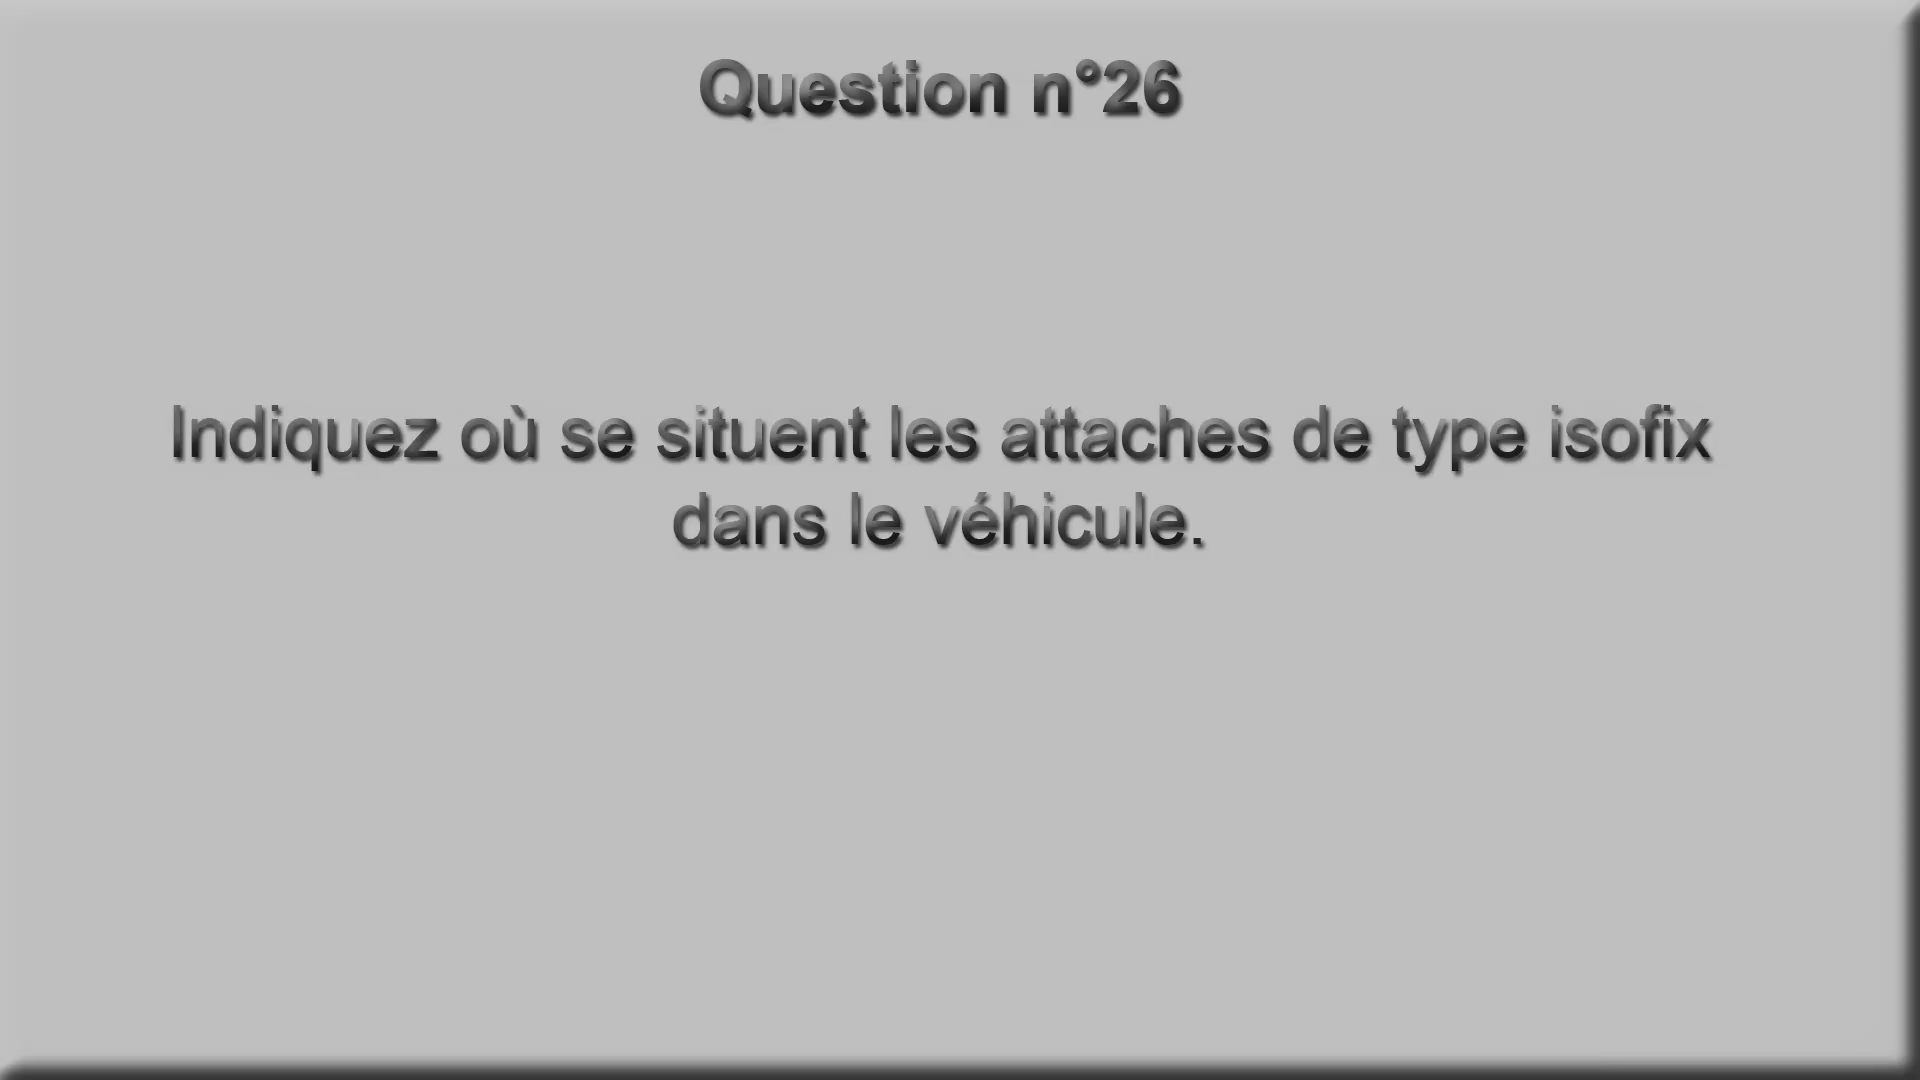 Question n°26
Indiquez où se situent les attaches de type isofix
dans le véhicule.